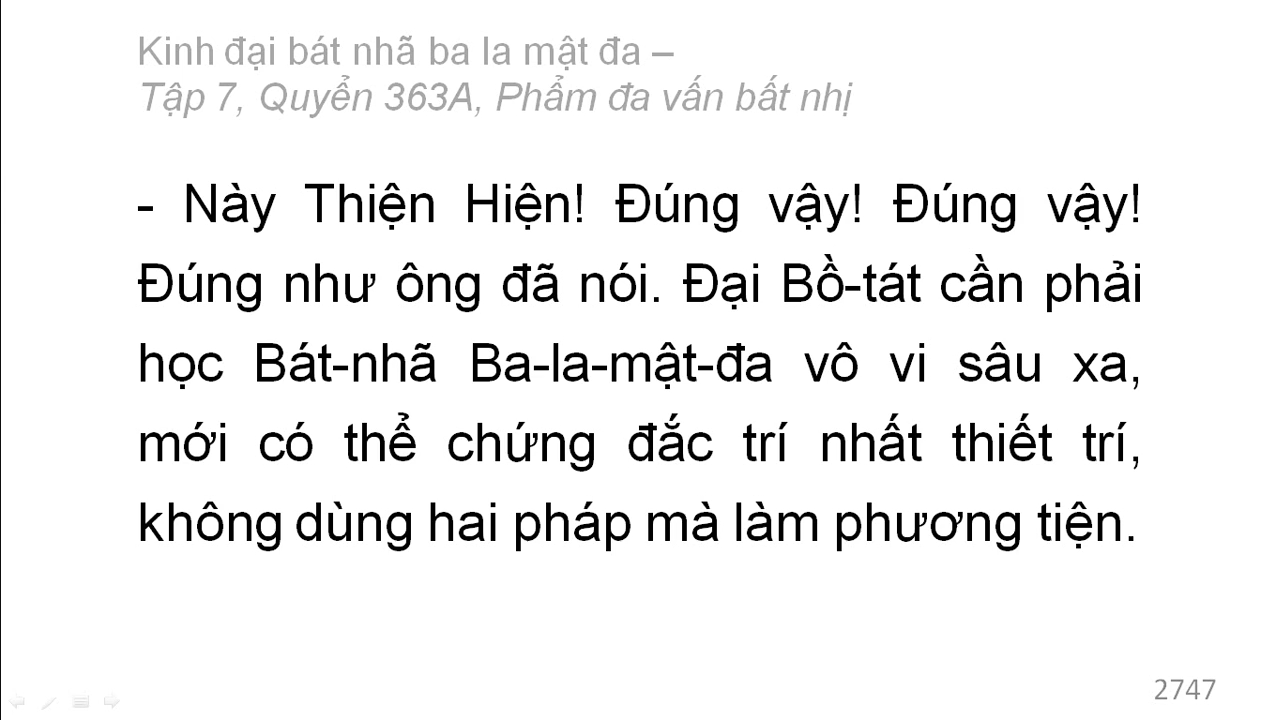 Kinh đại bát nhã ba la mật đa –
Tập 7, Quyển 363A, Phẩm đa vấn bất nhị
- Này Thiện Hiện! Đúng vậy! Đúng vậy!
Đúng như ông đã nói. Đại Bồ-tát cần phải
học Bát-nhã Ba-la-mật-đa vô vi sâu xa,
mới có thể chứng đắc trí nhất thiết trí,
không dùng hai pháp mà làm phương tiện.
2747